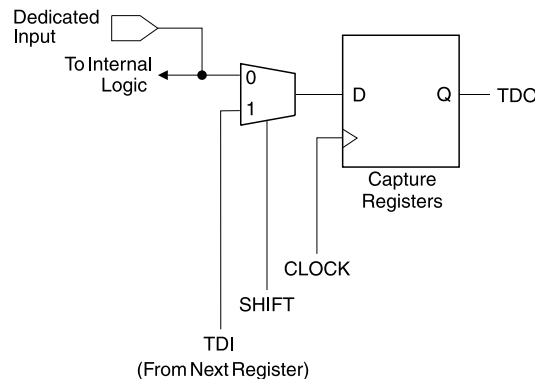 Dedicated
Input
To Internal
Logic
0
1
D
Q
TDO
Capture
Registers
CLOCK
SHIFT
TDI
(From Next Register)